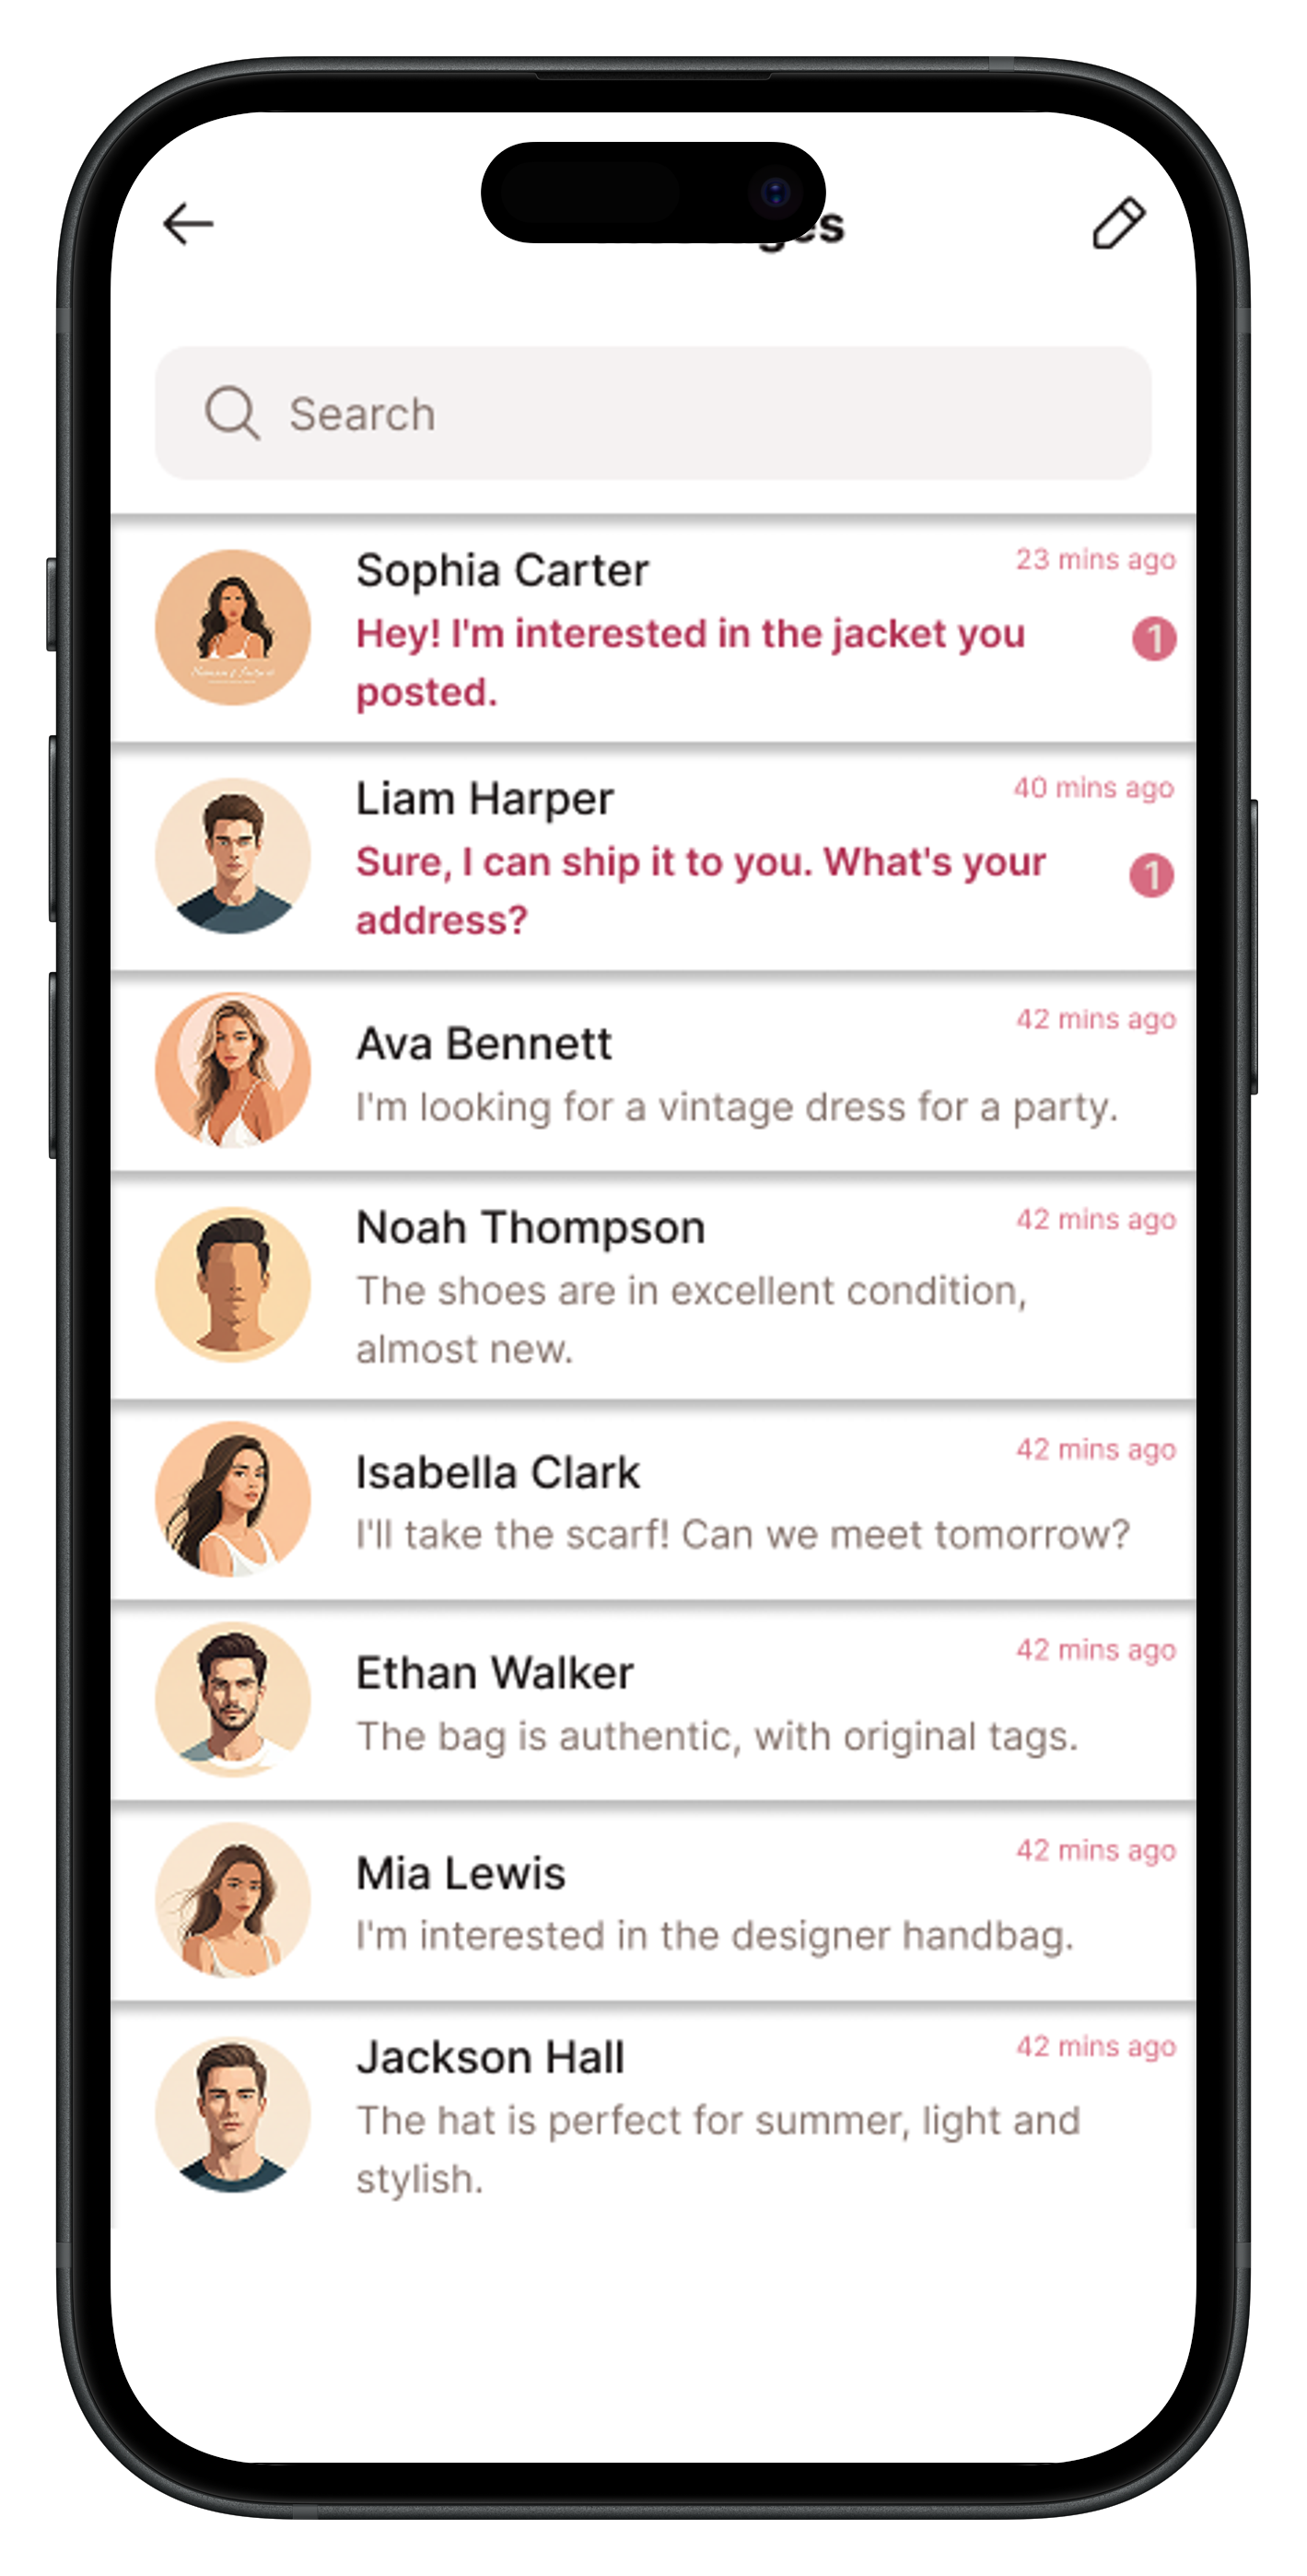 Search
Sophia Carter
23 mins ago
Hey! I'm interested in the jacket you
posted.
1
Liam Harper
40 mins ago
Sure, I can ship it to you. What's your
address?
1
Ava Bennett
42 mins ago
I'm looking for a vintage dress for a party.
Noah Thompson
42 mins ago
The shoes are in excellent condition,
almost new.
Isabella Clark
42 mins ago
I'll take the scarf! Can we meet tomorrow?
Ethan Walker
42 mins ago
The bag is authentic, with original tags.
Mia Lewis
42 mins ago
I'm interested in the designer handbag.
Jackson Hall
42 mins ago
The hat is perfect for summer, light and
stylish.